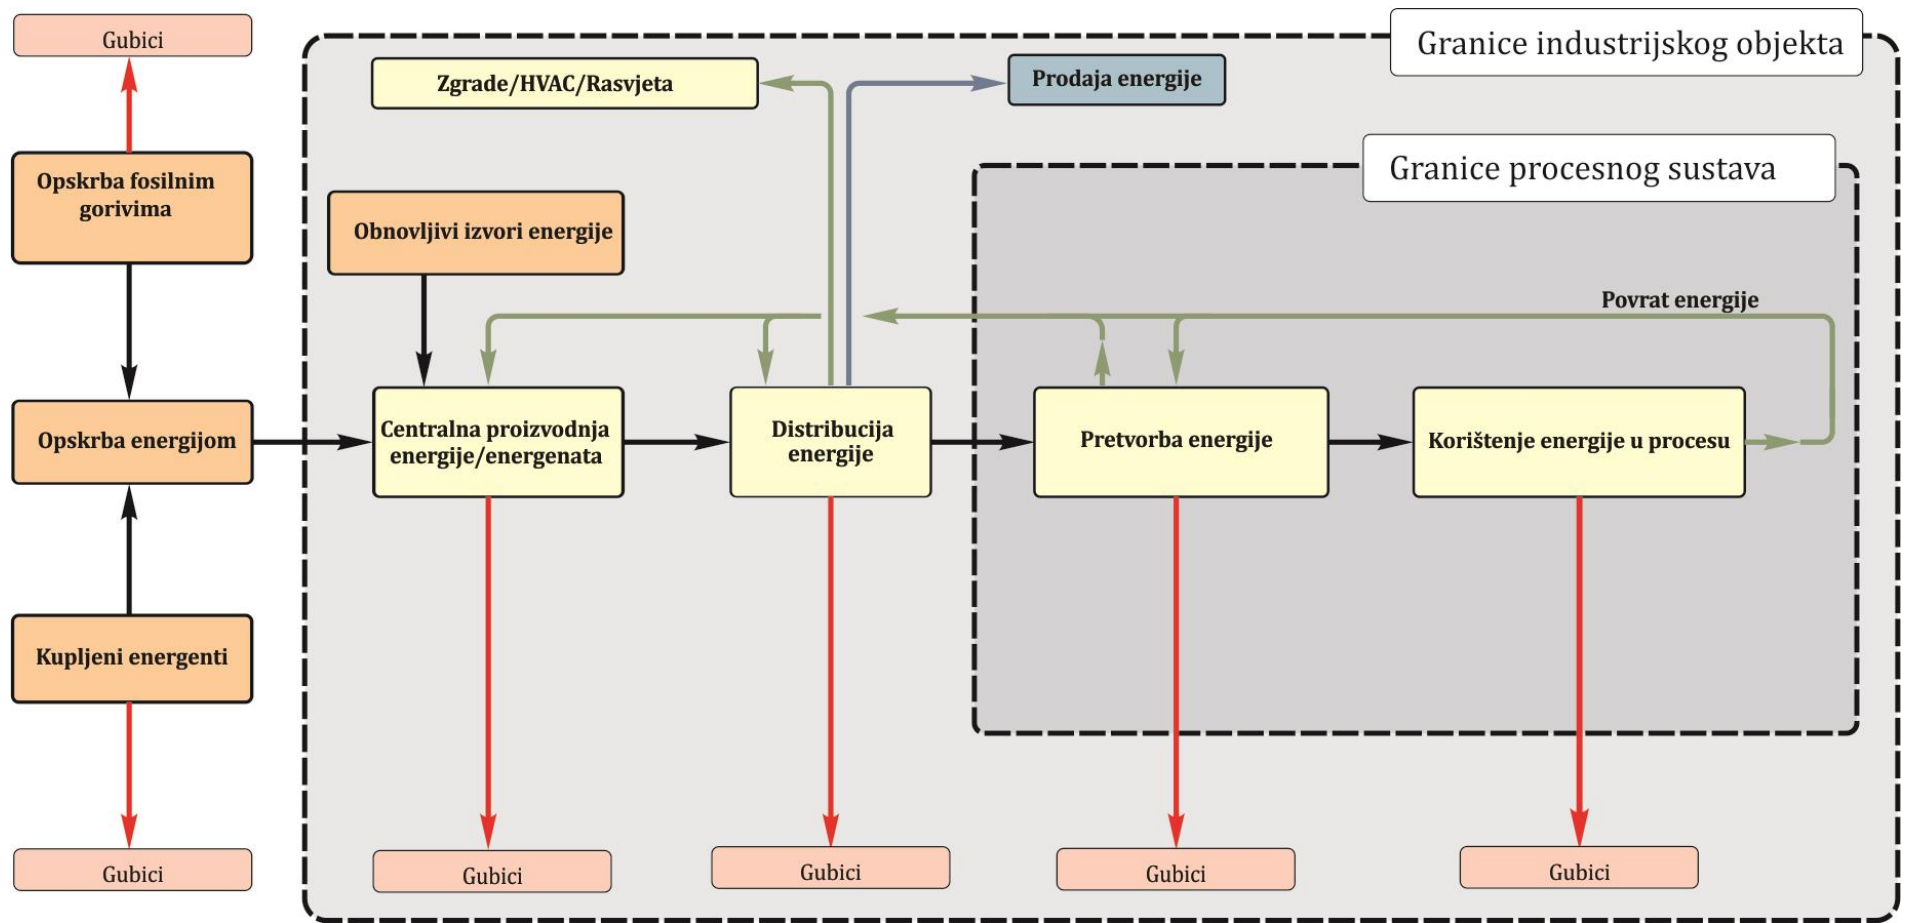 Gubici
Granice industrijskog objekta
Zgrade/HVAC/Rasvjeta
Prodaja energije
Granice procesnog sustava
Opskrba fosilnim
gorivima
Obnovljivi izvori energije
Povrat energije
Opskrba energijom
Centralna proizvodnja
energije/energenata
Distribucija
energije
Pretvorba energije
Korištenje energije u procesu
Kupljeni energenti
Gubici
Gubici
Gubici
Gubici
Gubici